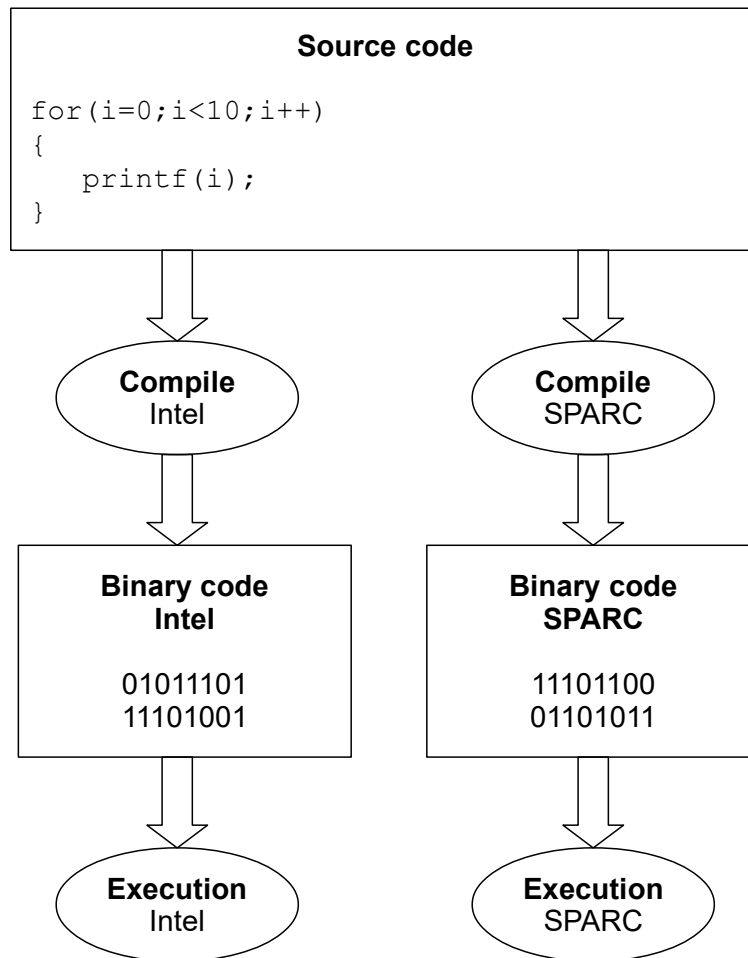 Source code
for(i=0;i<10;i++)
{
   printf(i);
}
Compile
Intel
Compile
SPARC
Binary code
Intel
01011101
11101001
Binary code
SPARC
11101100
01101011
Execution
Intel
Execution
SPARC